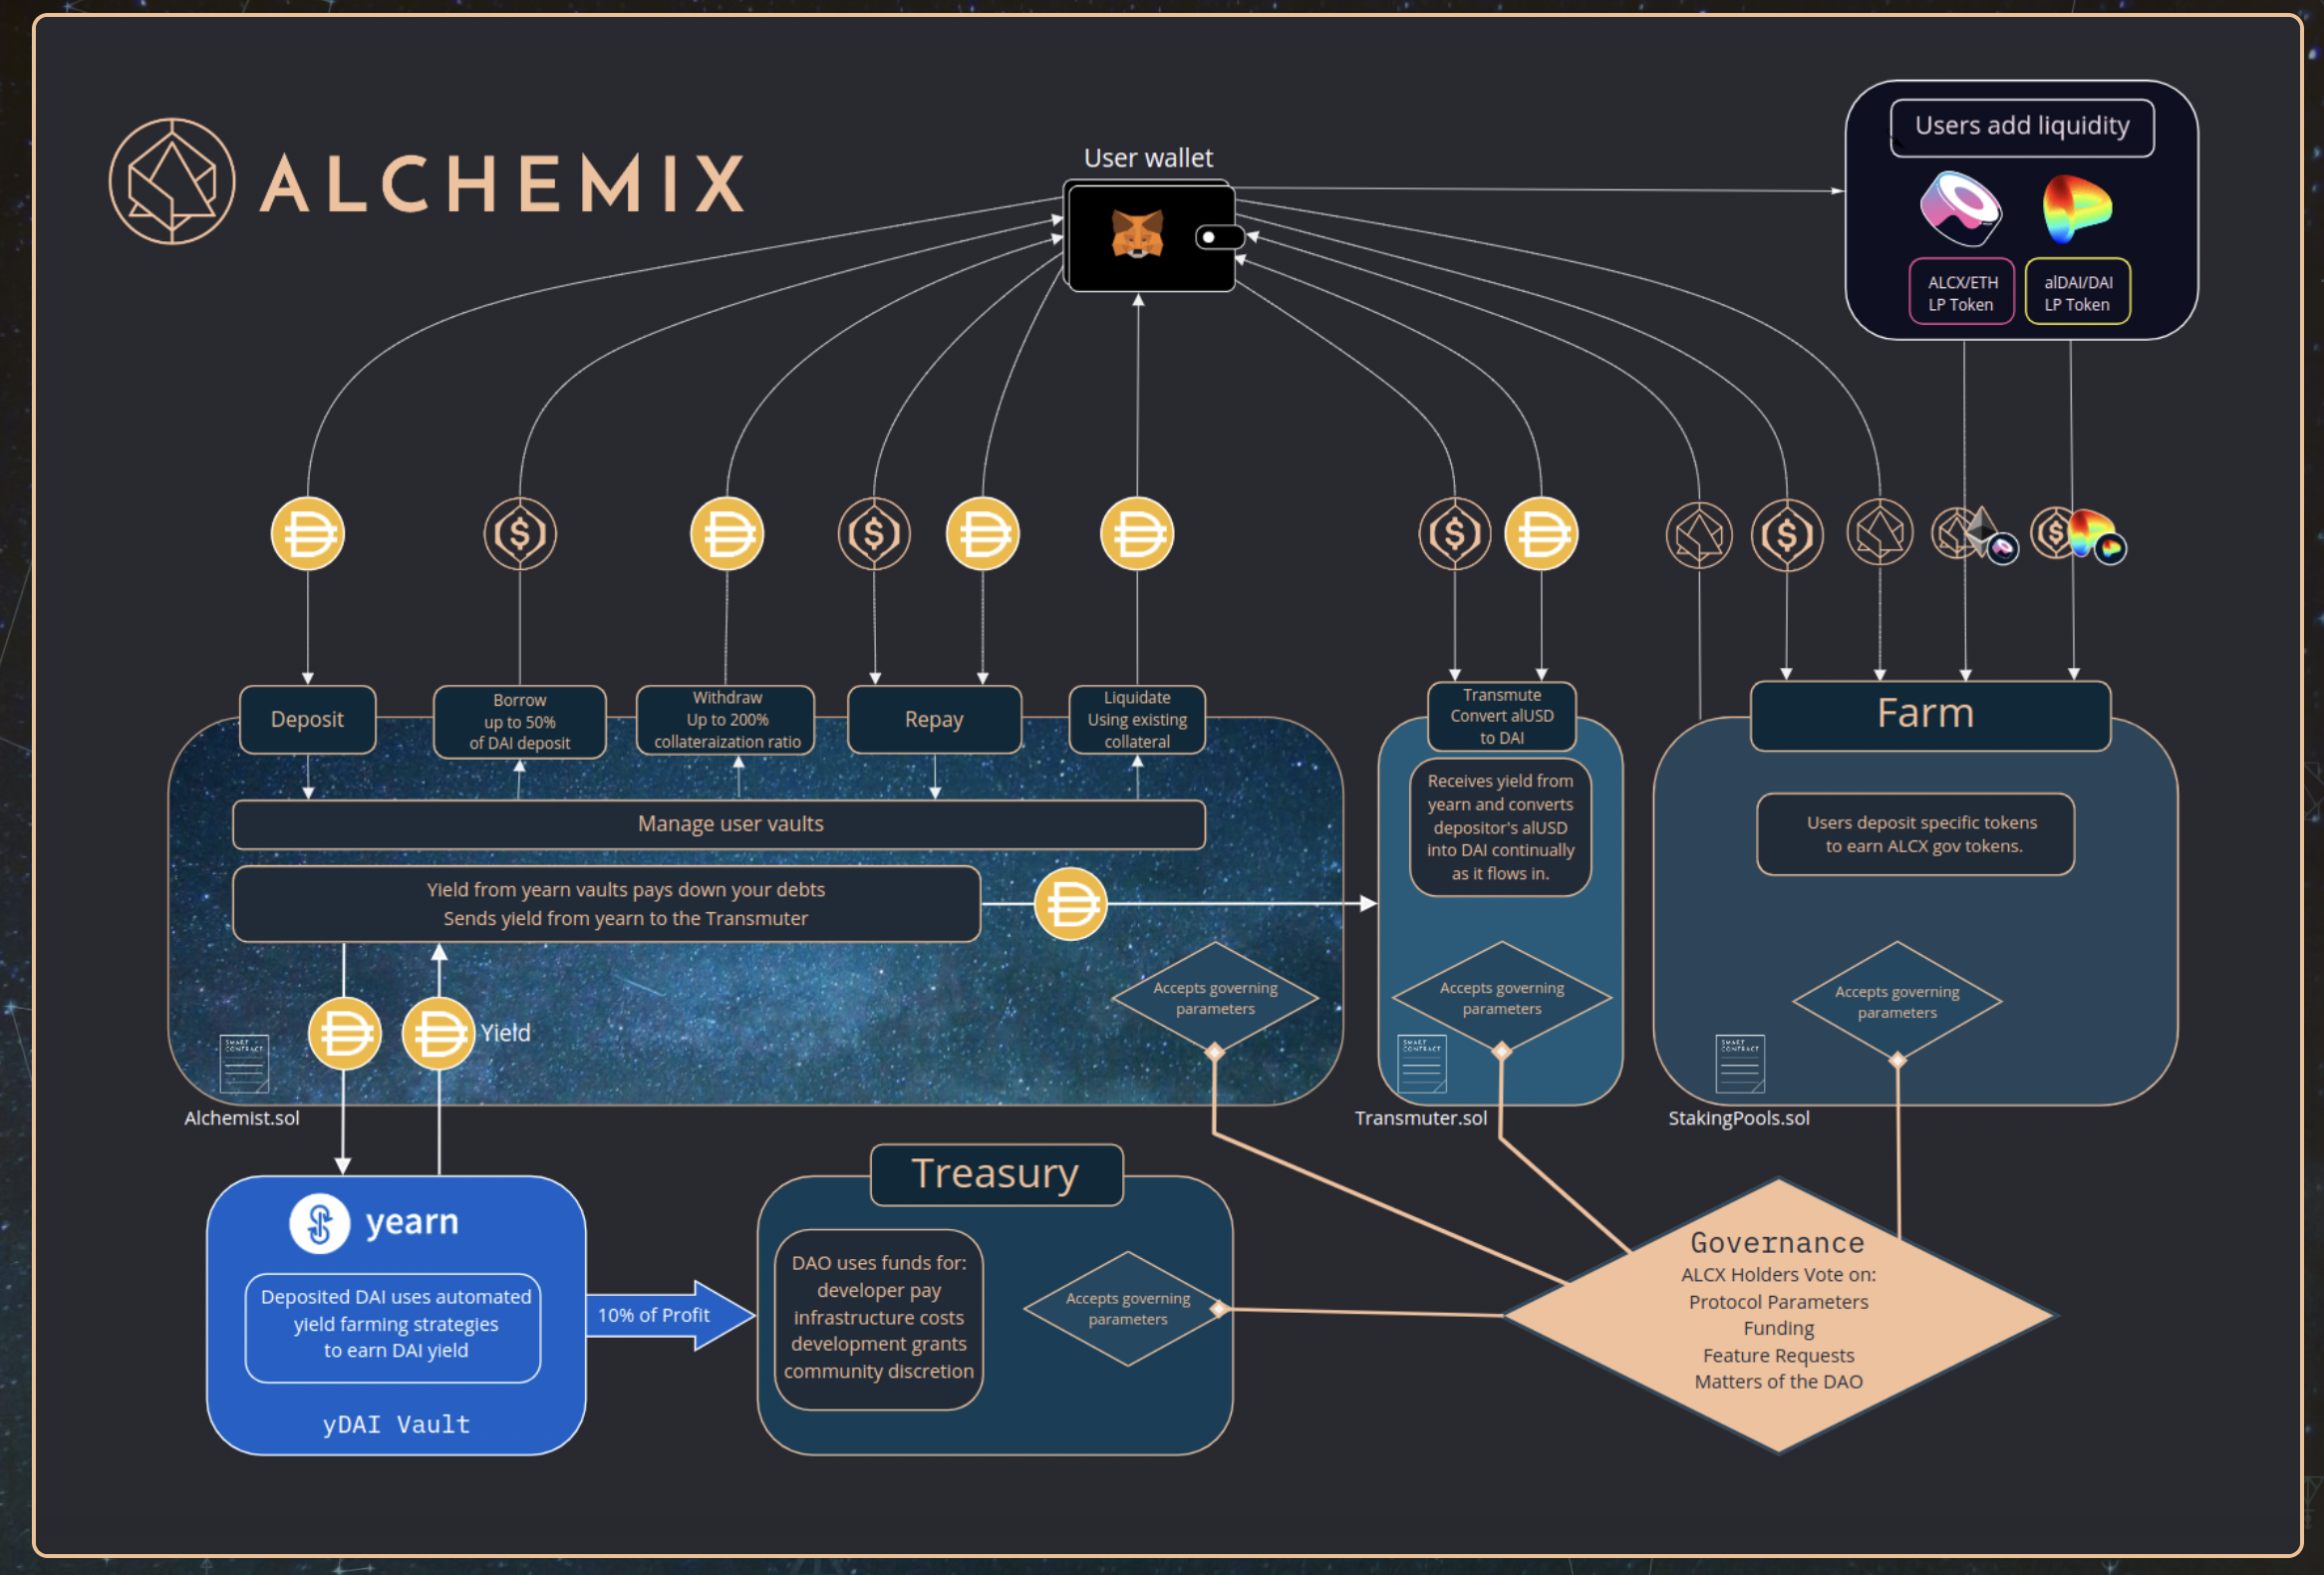 ALCHEMIX
User wallet
Users add liquidity
ALCX/ETH
LP Token
alDAI/DAI
LP Token
Deposit
Borrow
up to 50%
of DAI deposit
Withdraw
Up to 200%
collateraization ratio
Repay
Liquidate
Using existing
collateral
Transmute
Convert alUSD
to DAI
Farm
Manage user vaults
Yield from yearn vaults pays down your debts
Sends yield from yearn to the Transmuter
Receives yield from
yearn and converts
depositor's alUSD
into DAI continually
as it flows in.
Users deposit specific tokens
to earn ALCX gov tokens.
Accepts governing
parameters
Accepts governing
parameters
Accepts governing
parameters
Yield
SMART
CONTRACT
SMART
CONTRACT
SMART
CONTRACT
Alchemist.sol
Transmuter.sol
StakingPools.sol
yearn
Deposited DAI uses automated
yield farming strategies
to earn DAI yield
yDAI Vault
10% of Profit
Treasury
DAO uses funds for:
developer pay
infrastructure costs
development grants
community discretion
Accepts governing
parameters
Governance
ALCX Holders Vote on:
Protocol Parameters
Funding
Feature Requests
Matters of the DAO